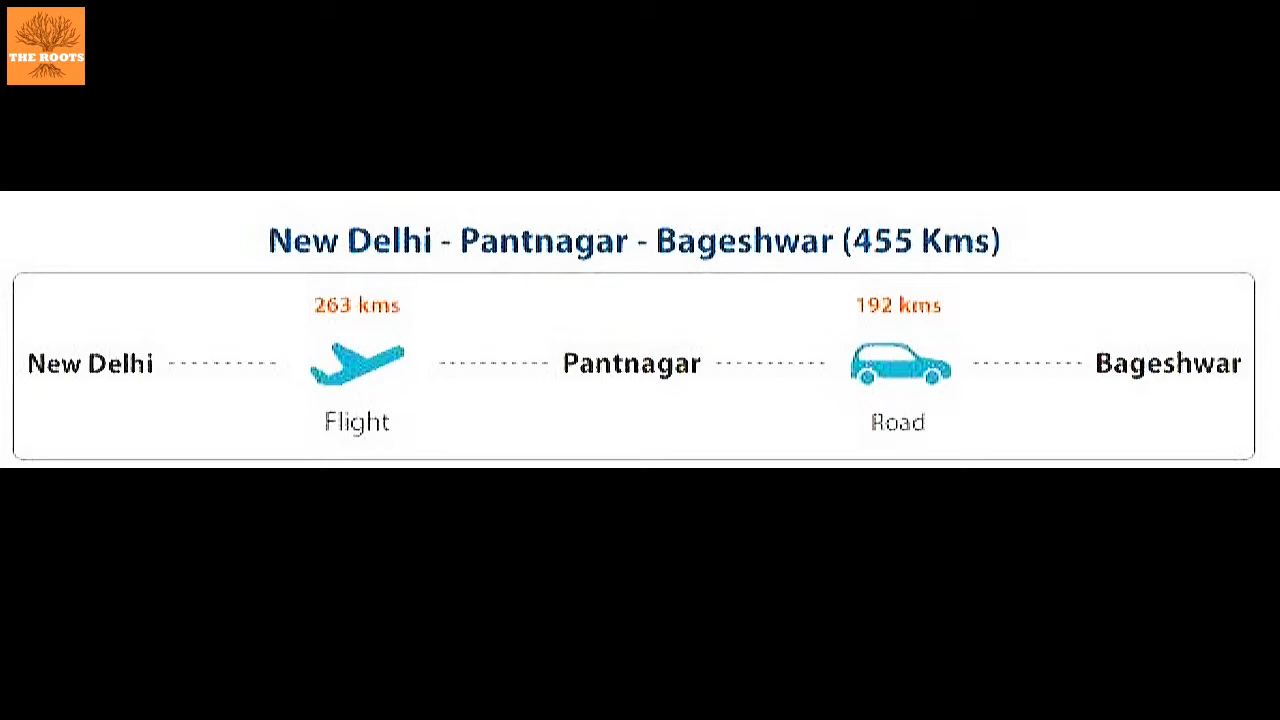 THE ROOTS
New Delhi - Pantnagar - Bageshwar (455 Kms)
263 kms
192 kms
New Delhi
Pantnagar
Bageshwar
Flight
Road